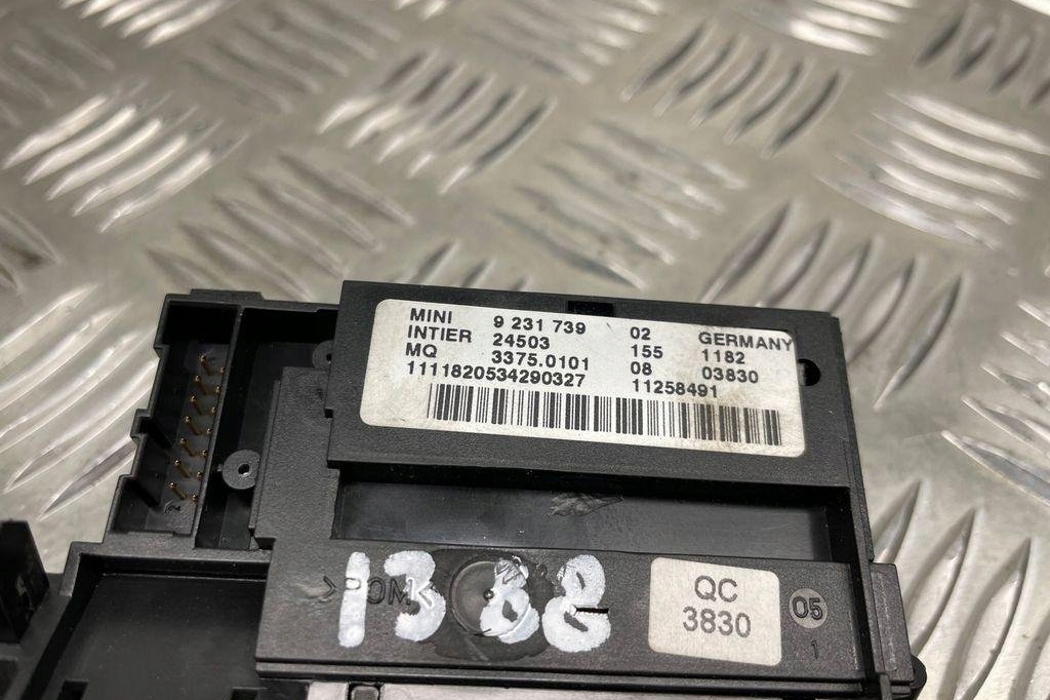 MINI 9 231 739 02 GERMANY
INTIER 24503 155 1182
MQ 3375.0101 08 03830
1111820534290327 11258491
>POM<
1388
QC
3830
05
1